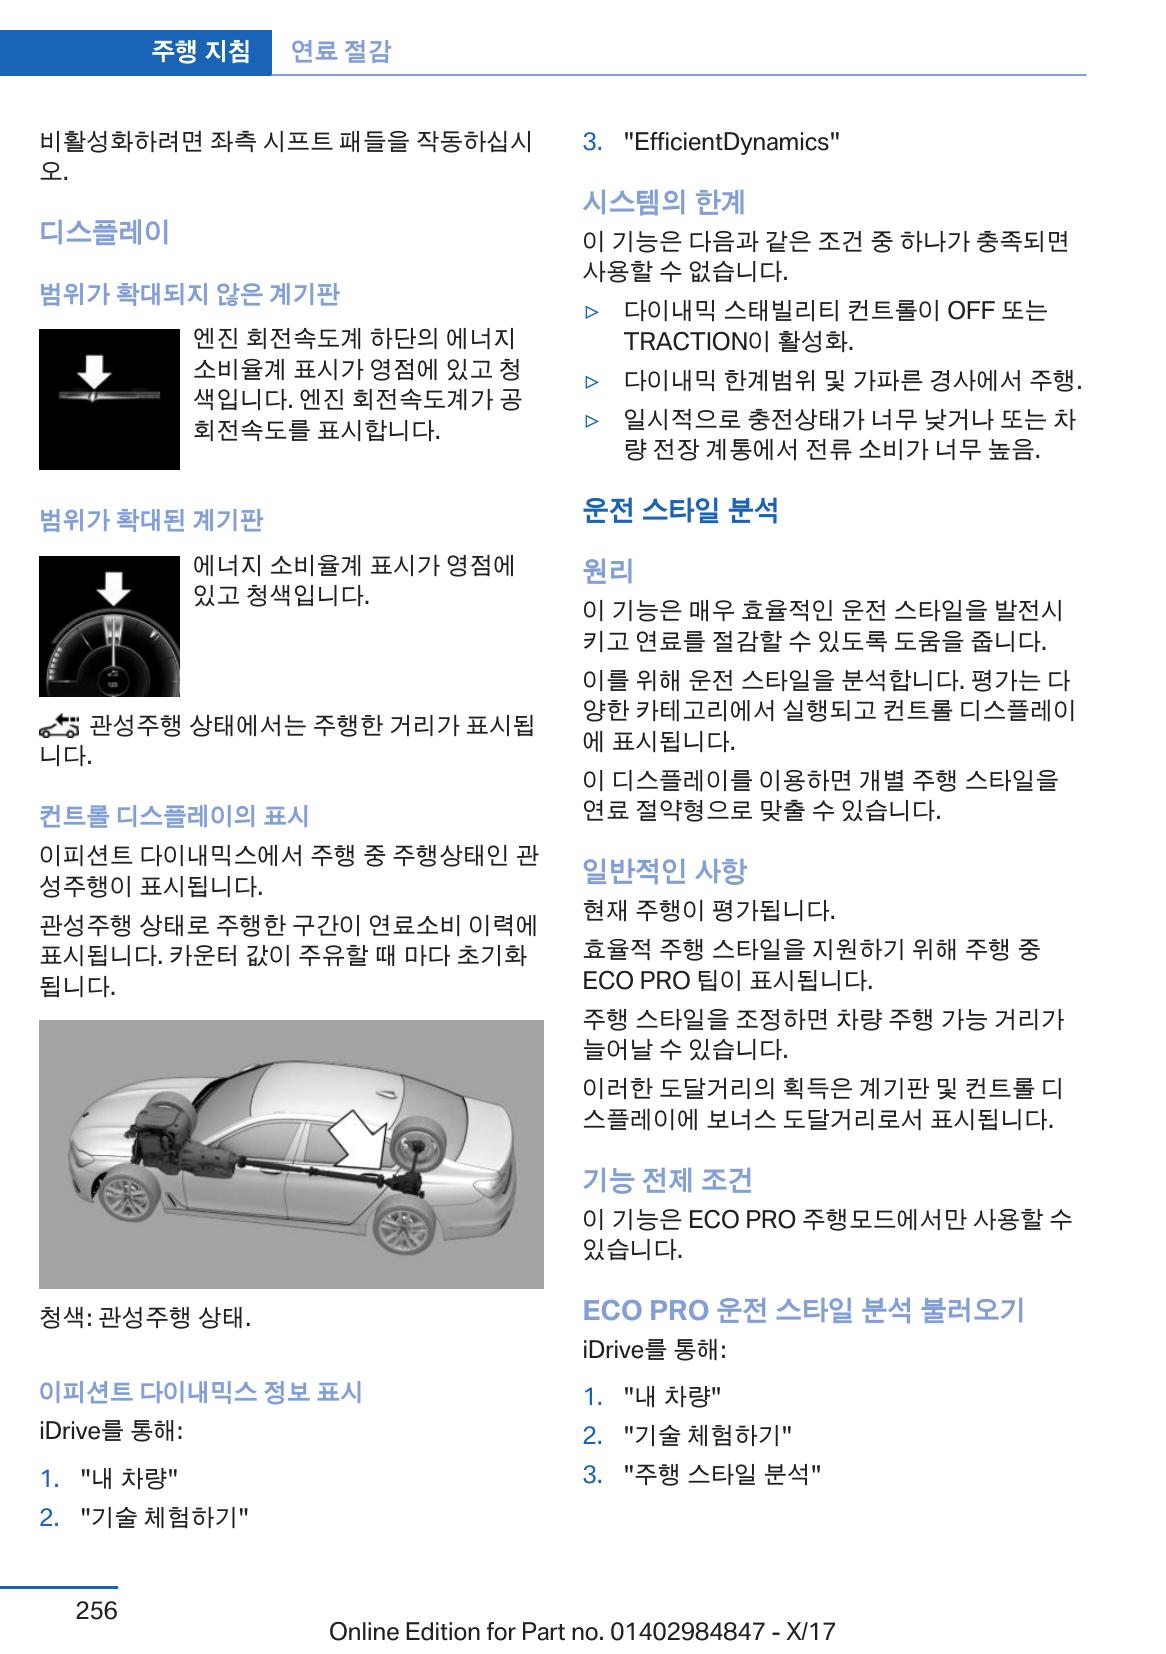 주행 지침 연료 절감
비활성화하려면 좌측 시프트 패들을 작동하십시
오.
디스플레이
범위가 확대되지 않은 계기판
엔진 회전속도계 하단의 에너지
소비율계 표시가 영점에 있고 청
색입니다. 엔진 회전속도계가 공
회전속도를 표시합니다.
범위가 확대된 계기판
에너지 소비율계 표시가 영점에
있고 청색입니다.
관성주행 상태에서는 주행한 거리가 표시됩
니다.
컨트롤 디스플레이의 표시
이피션트 다이내믹스에서 주행 중 주행상태인 관
성주행이 표시됩니다.
관성주행 상태로 주행한 구간이 연료소비 이력에
표시됩니다. 카운터 값이 주유할 때 마다 초기화
됩니다.
청색: 관성주행 상태.
이피션트 다이내믹스 정보 표시
iDrive를 통해:
1. "내 차량"
2. "기술 체험하기"
3. "EfficientDynamics"
시스템의 한계
이 기능은 다음과 같은 조건 중 하나가 충족되면
사용할 수 없습니다.
▷ 다이내믹 스태빌리티 컨트롤이 OFF 또는
TRACTION이 활성화.
▷ 다이내믹 한계범위 및 가파른 경사에서 주행.
▷ 일시적으로 충전상태가 너무 낮거나 또는 차
량 전장 계통에서 전류 소비가 너무 높음.
운전 스타일 분석
원리
이 기능은 매우 효율적인 운전 스타일을 발전시
키고 연료를 절감할 수 있도록 도움을 줍니다.
이를 위해 운전 스타일을 분석합니다. 평가는 다
양한 카테고리에서 실행되고 컨트롤 디스플레이
에 표시됩니다.
이 디스플레이를 이용하면 개별 주행 스타일을
연료 절약형으로 맞출 수 있습니다.
일반적인 사항
현재 주행이 평가됩니다.
효율적 주행 스타일을 지원하기 위해 주행 중
ECO PRO 팁이 표시됩니다.
주행 스타일을 조정하면 차량 주행 가능 거리가
늘어날 수 있습니다.
이러한 도달거리의 획득은 계기판 및 컨트롤 디
스플레이에 보너스 도달거리로서 표시됩니다.
기능 전제 조건
이 기능은 ECO PRO 주행모드에서만 사용할 수
있습니다.
ECO PRO 운전 스타일 분석 불러오기
iDrive를 통해:
1. "내 차량"
2. "기술 체험하기"
3. "주행 스타일 분석"
256
Online Edition for Part no. 01402984847 - X/17